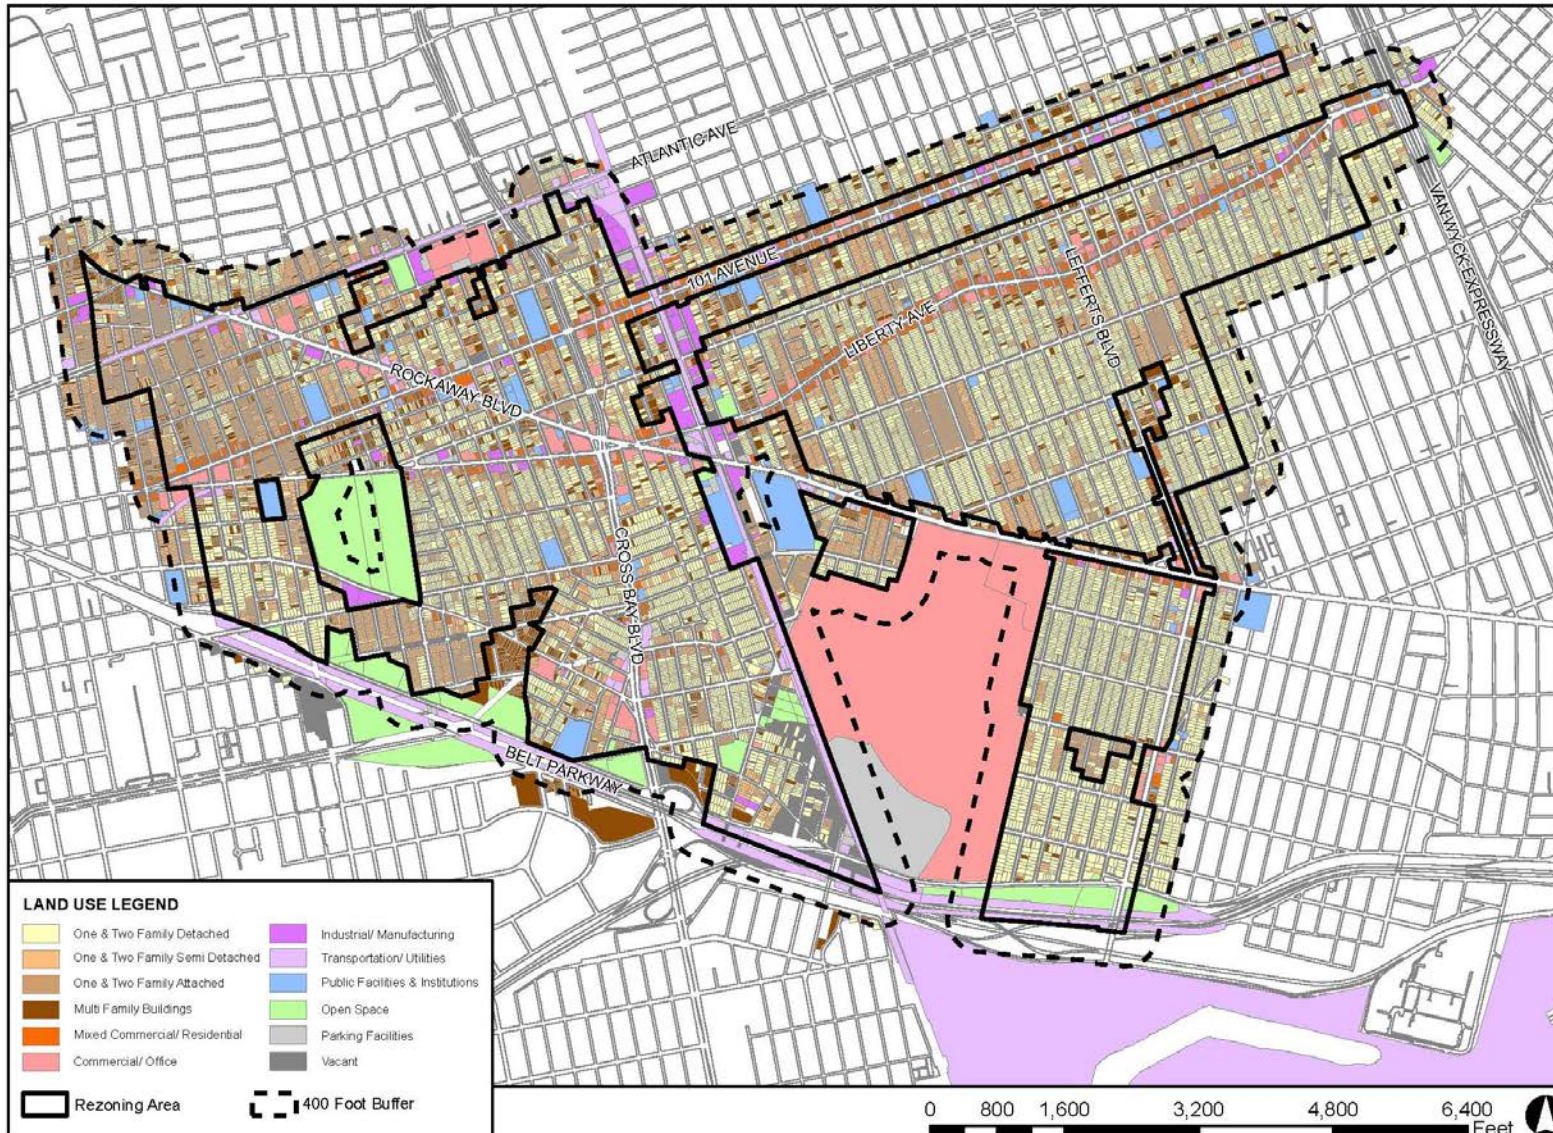 ATLANTIC AVE
101 AVENUE
VAN WYCK EXPRESSWAY
LEFFERTS BLVD
LIBERTY AVE
ROCKAWAY BLVD
CROSS BAY BLVD
BELT PARKWAY
LAND USE LEGEND
One & Two Family Detached
One & Two Family Semi Detached
One & Two Family Attached
Multi Family Buildings
Mixed Commercial/ Residential
Commercial/ Office
Industrial/ Manufacturing
Transportation/ Utilities
Public Facilities & Institutions
Open Space
Parking Facilities
Vacant
Rezoning Area
400 Foot Buffer
0 800 1,600 3,200 4,800 6,400
Feet